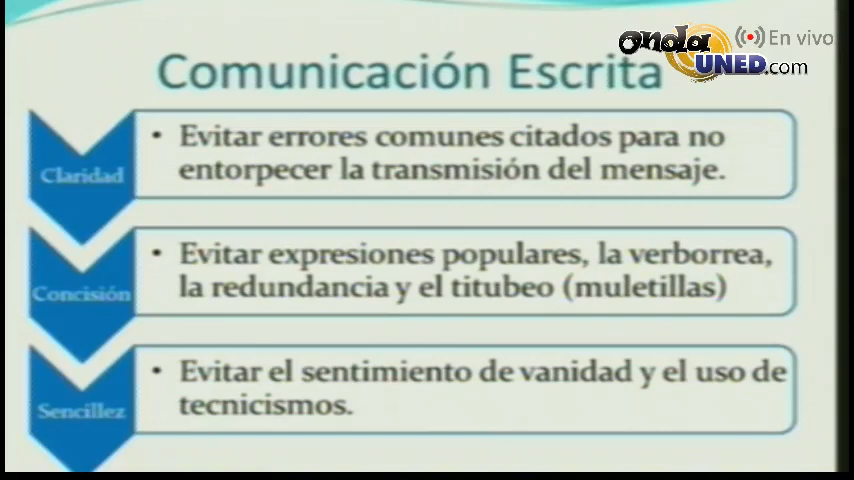 onda
UNED.com
En vivo
Comunicación Escrita
Claridad
• Evitar errores comunes citados para no
entorpecer la transmisión del mensaje.
Concisión
• Evitar expresiones populares, la verborrea,
la redundancia y el titubeo (muletillas)
Sencillez
• Evitar el sentimiento de vanidad y el uso de
tecnicismos.